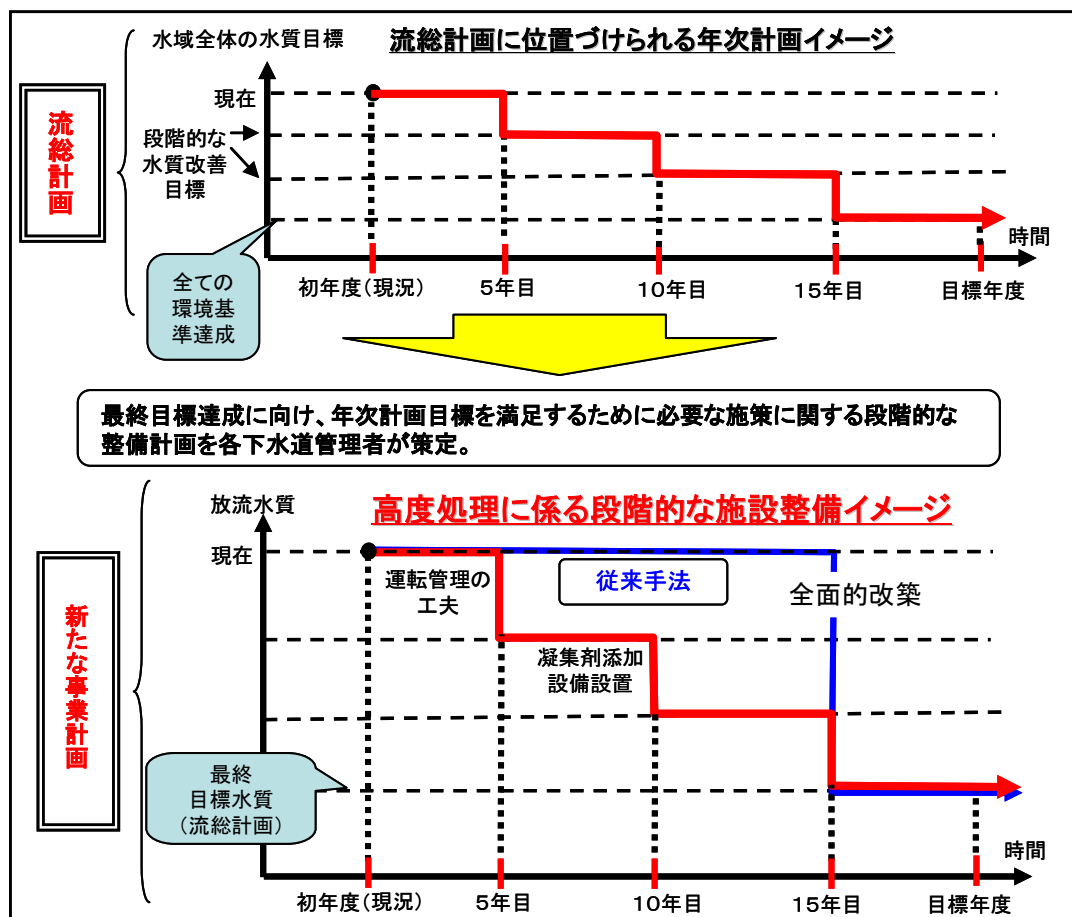 水域全体の水質目標
流総計画に位置づけられる年次計画イメージ
流総計画
現在
段階的な
水質改善
目標
全ての
環境基
準達成
時間
初年度(現況)
5年目
10年目
15年目
目標年度
最終目標達成に向け、年次計画目標を満足するために必要な施策に関する段階的な
整備計画を各下水道管理者が策定。
放流水質
高度処理に係る段階的な施設整備イメージ
新たな事業計画
現在
運転管理の
工夫
従来手法
全面的改築
凝集剤添加
設備設置
最終
目標水質
(流総計画)
時間
初年度(現況)
5年目
10年目
15年目
目標年度